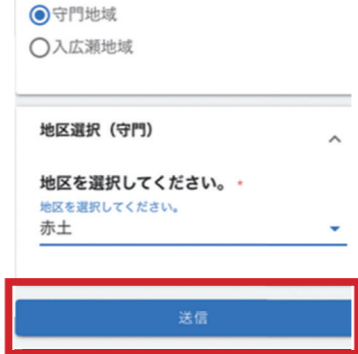 守門地域
入広瀬地域
地区選択（守門）
地区を選択してください。 *
地区を選択してください。
赤土
送信